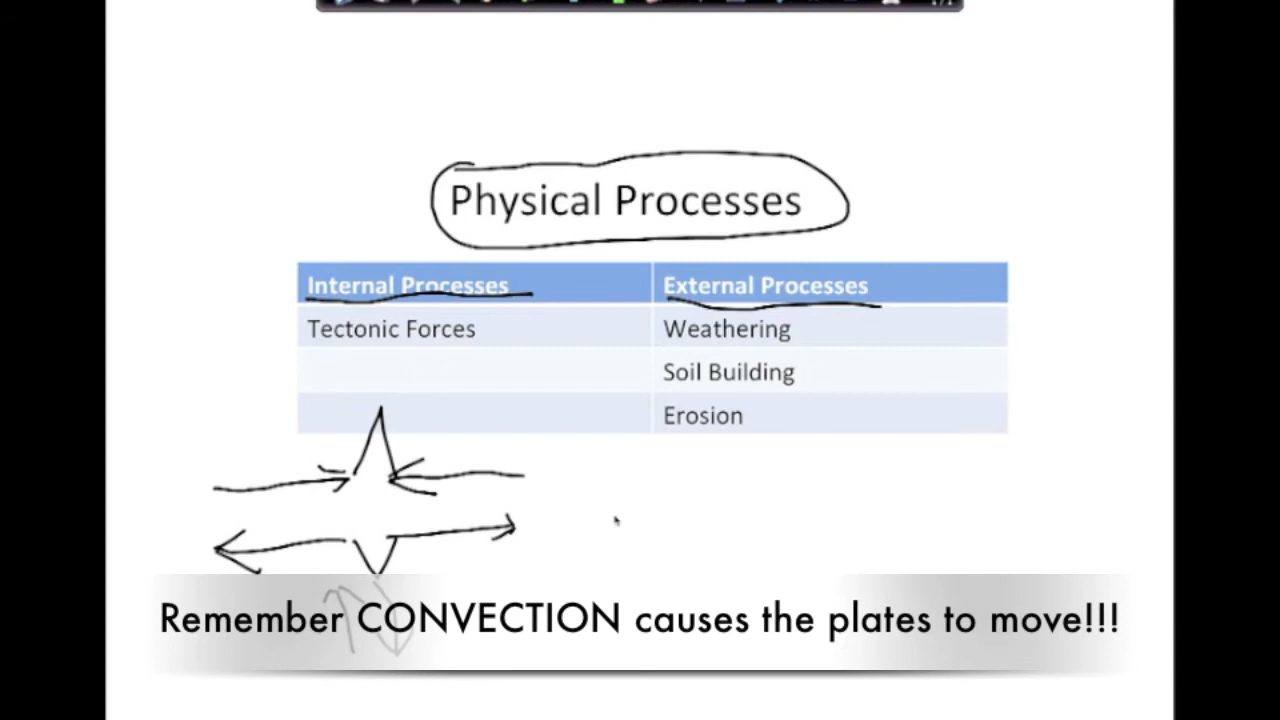 Physical Processes
Internal Processes External Processes
Tectonic Forces Weathering
Soil Building
Erosion
Remember CONVECTION causes the plates to move!!!